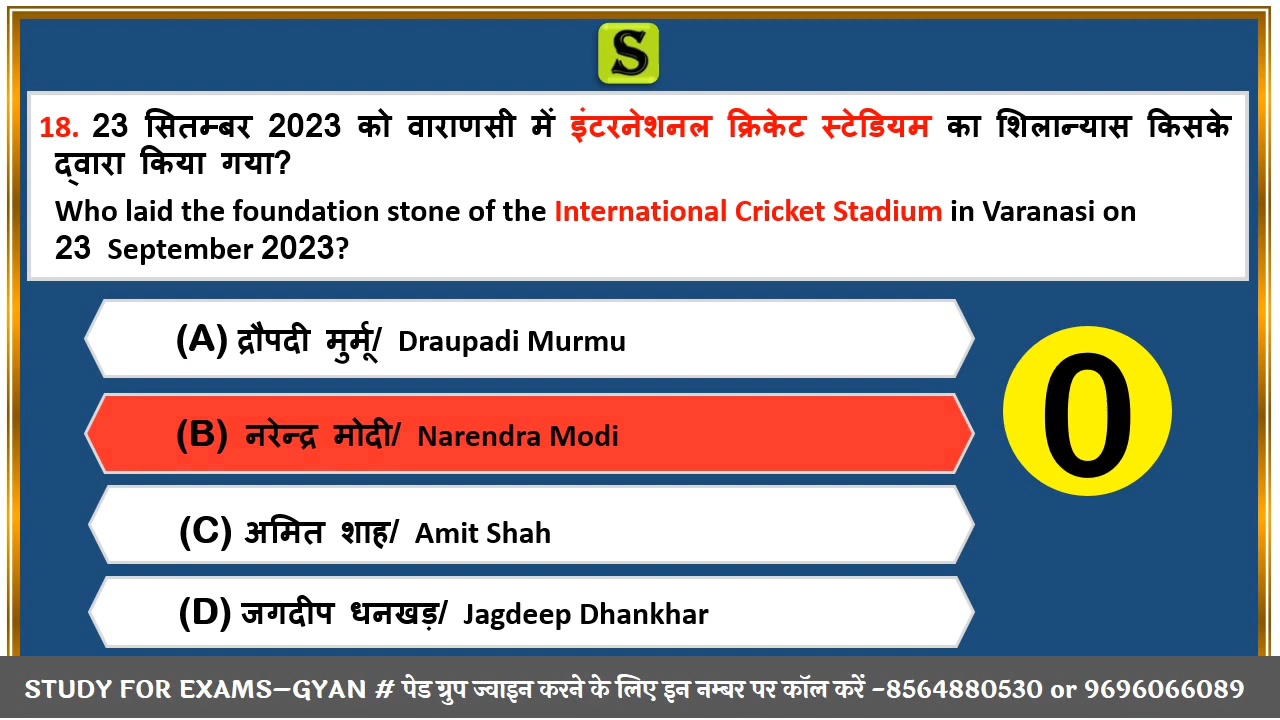 S
18. 23 सितम्बर 2023 को वाराणसी में इंटरनेशनल क्रिकेट स्टेडियम का शिलान्यास किसके
द्वारा किया गया?
Who laid the foundation stone of the International Cricket Stadium in Varanasi on
23 September 2023?
(A) द्रौपदी मुर्मू/ Draupadi Murmu
(B) नरेन्द्र मोदी/ Narendra Modi
0
(C) अमित शाह/ Amit Shah
(D) जगदीप धनखड़/ Jagdeep Dhankhar
STUDY FOR EXAMS–GYAN # पेड ग्रुप ज्वाइन करने के लिए इन नम्बर पर कॉल करें –8564880530 or 9696066089